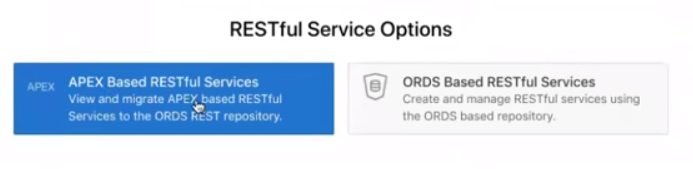 RESTful Service Options
APEX
APEX Based RESTful Services
View and migrate APEX based RESTful
Services to the ORDS REST repository.
ORDS Based RESTful Services
Create and manage RESTful services using
the ORDS based repository.